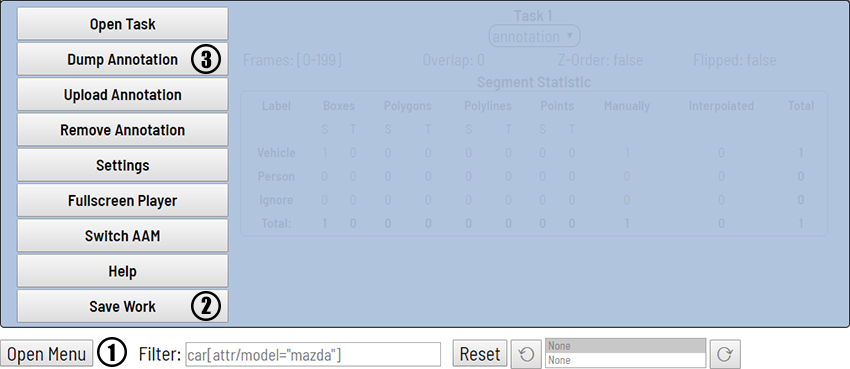 Open Task
Dump Annotation 3
Upload Annotation
Remove Annotation
Settings
Fullscreen Player
Switch AAM
Help
Save Work 2
Task 1
annotation
Frames: [0-199] Overlap: 0 Z-Order: false Flipped: false
Segment Statistic
Label Boxes Polygons Polylines Points Manually Interpolated Total
S T S T S T S T
Vehicle 1 0 0 0 0 0 0 0 1 0 1
Person 0 0 0 0 0 0 0 0 0 0 0
Ignore 0 0 0 0 0 0 0 0 0 0 0
Total: 1 0 0 0 0 0 0 0 1 0 1
Open Menu 1 Filter: car[attr/model="mazda"] Reset None
None